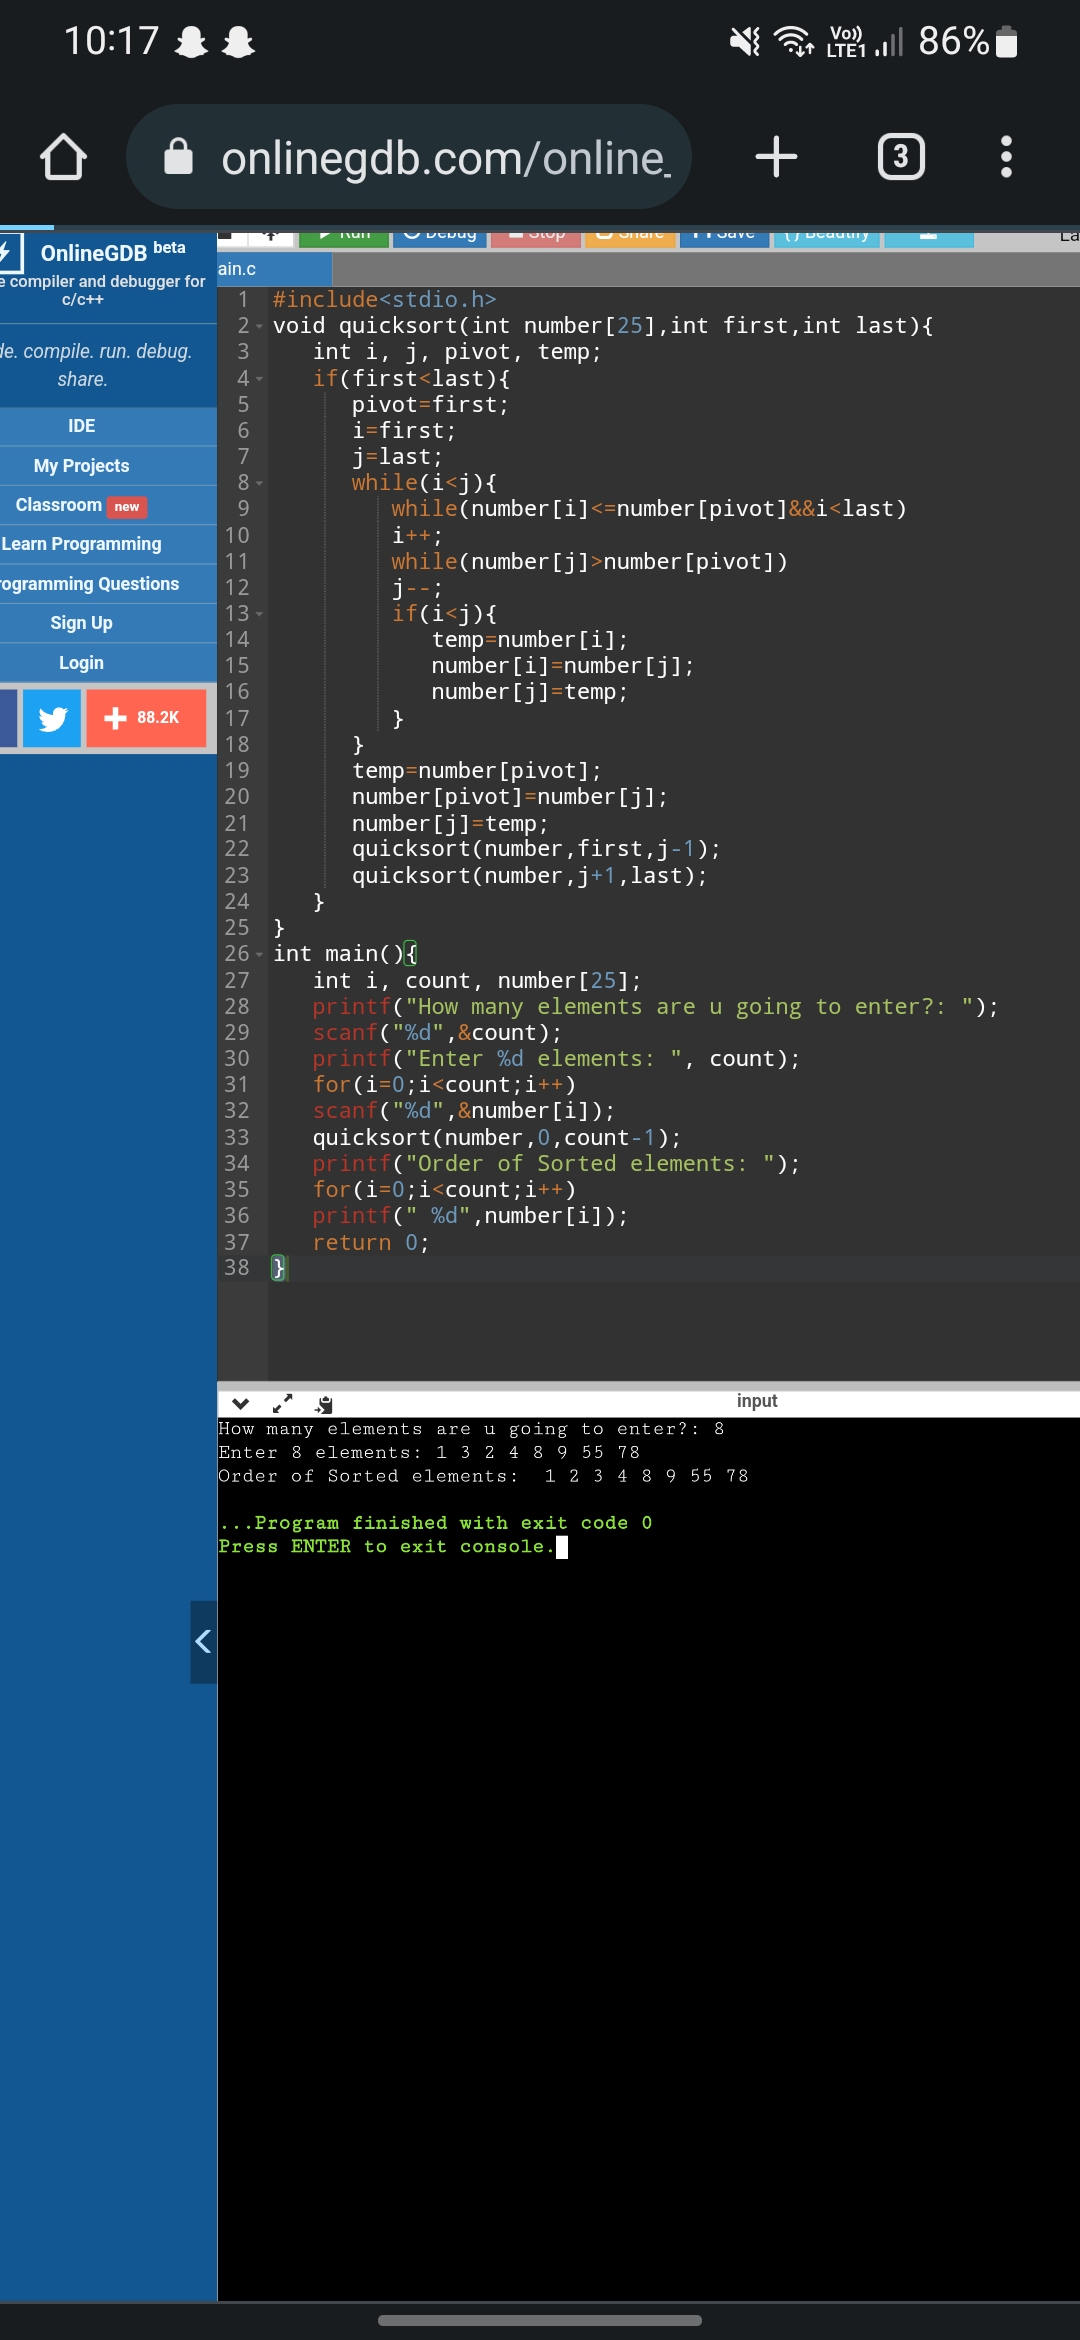 10:17
Vo)) LTE1 86%
onlinegdb.com/online_
3
OnlineGDB beta
e compiler and debugger for
c/c++
de. compile. run. debug.
share.
IDE
My Projects
Classroom new
Learn Programming
rogramming Questions
Sign Up
Login
88.2K
Run Debug Stop Share Save {} Beautify
La
ain.c
1 #include<stdio.h>
2 void quicksort(int number[25],int first,int last){
3 int i, j, pivot, temp;
4 if(first<last){
5 pivot=first;
6 i=first;
7 j=last;
8 while(i<j){
9 while(number[i]<=number[pivot]&&i<last)
10 i++;
11 while(number[j]>number[pivot])
12 j--;
13 if(i<j){
14 temp=number[i];
15 number[i]=number[j];
16 number[j]=temp;
17 }
18 }
19 temp=number[pivot];
20 number[pivot]=number[j];
21 number[j]=temp;
22 quicksort(number,first,j-1);
23 quicksort(number,j+1,last);
24 }
25 }
26 int main(){
27 int i, count, number[25];
28 printf("How many elements are u going to enter?: ");
29 scanf("%d",&count);
30 printf("Enter %d elements: ", count);
31 for(i=0;i<count;i++)
32 scanf("%d",&number[i]);
33 quicksort(number,0,count-1);
34 printf("Order of Sorted elements: ");
35 for(i=0;i<count;i++)
36 printf(" %d",number[i]);
37 return 0;
38 }
input
How many elements are u going to enter?: 8
Enter 8 elements: 1 3 2 4 8 9 55 78
Order of Sorted elements:  1 2 3 4 8 9 55 78
...Program finished with exit code 0
Press ENTER to exit console.